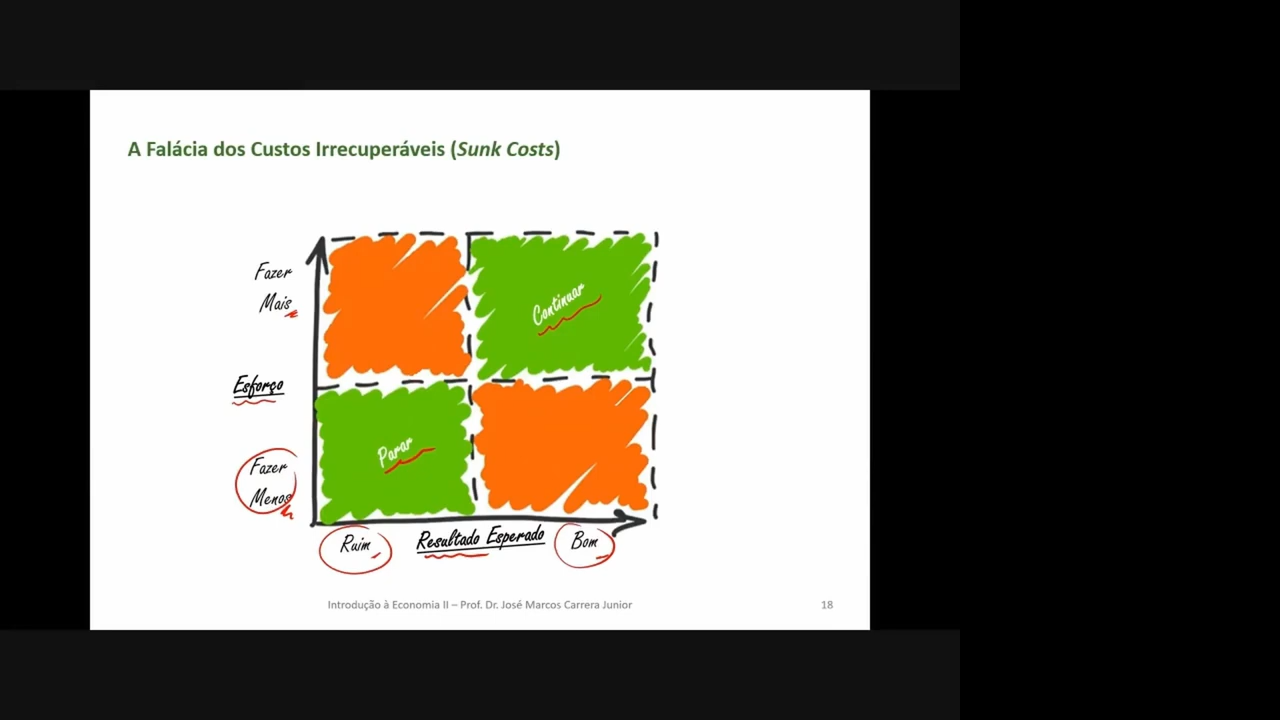 A Falácia dos Custos Irrecuperáveis (Sunk Costs)
Fazer
Mais
Continuar
Esforço
Parar
Fazer
Menos
Ruim
Resultado Esperado
Bom
Introdução à Economia II – Prof. Dr. José Marcos Carrera Junior
18